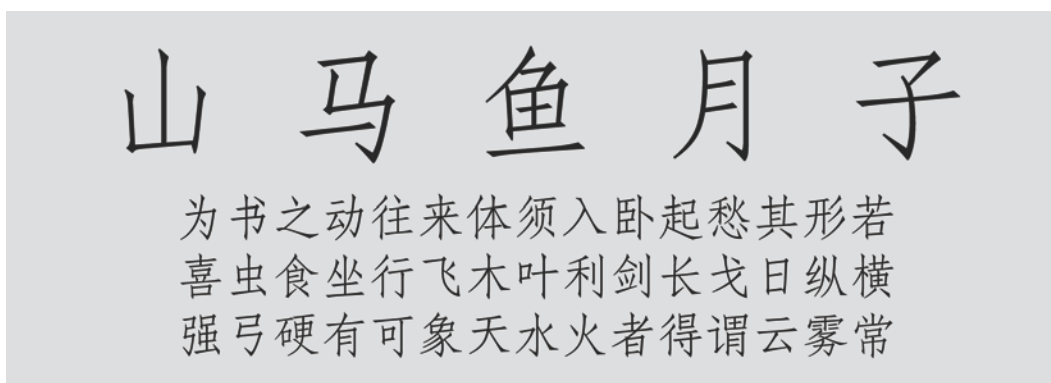 山马鱼月子
为书之动往来体须入卧起愁其形若
喜虫食坐行飞木叶利剑长戈日纵横
强弓硬有可象天水火者得谓云雾常